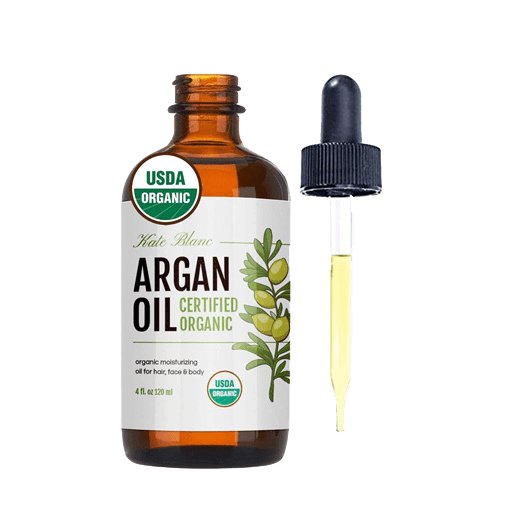 USDA
ORGANIC
Kate Blanc
ARGAN
OIL CERTIFIED
ORGANIC
organic moisturizing
oil for hair, face & body
4 fl. oz 120 ml
USDA
ORGANIC